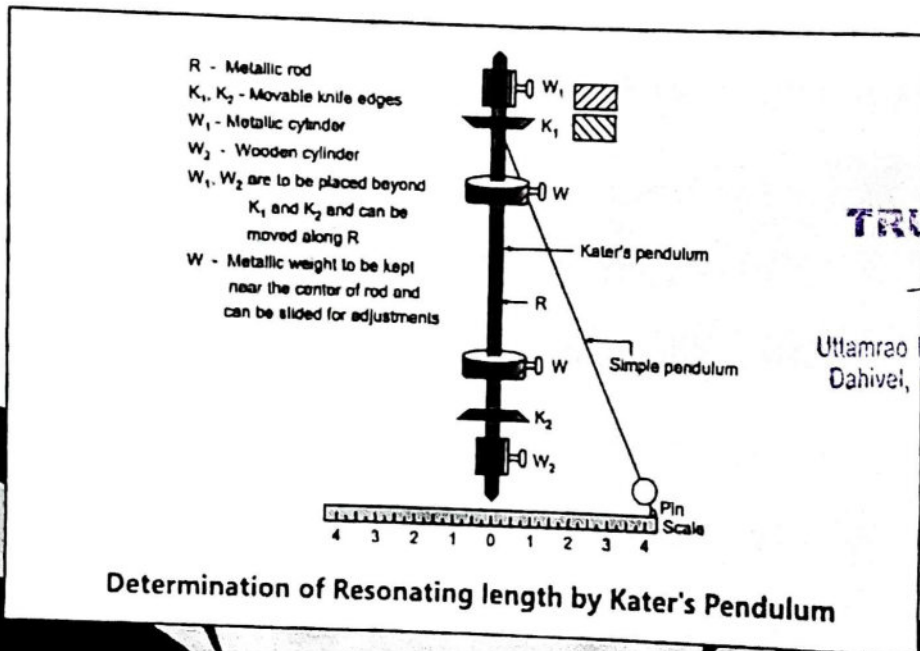 R - Metallic rod
K1, K2 - Movable knife edges
W1 - Metallic cylinder
W2 - Wooden cylinder
W1, W2 are to be placed beyond
K1 and K2 and can be
moved along R
W - Metallic weight to be kept
near the center of rod and
can be slided for adjustments
W1
K1
W
Kater's pendulum
R
Simple pendulum
W
K2
W2
Pin
Scale
4 3 2 1 0 1 2 3 4
Determination of Resonating length by Kater's Pendulum
Uttamrao
Dahivel,